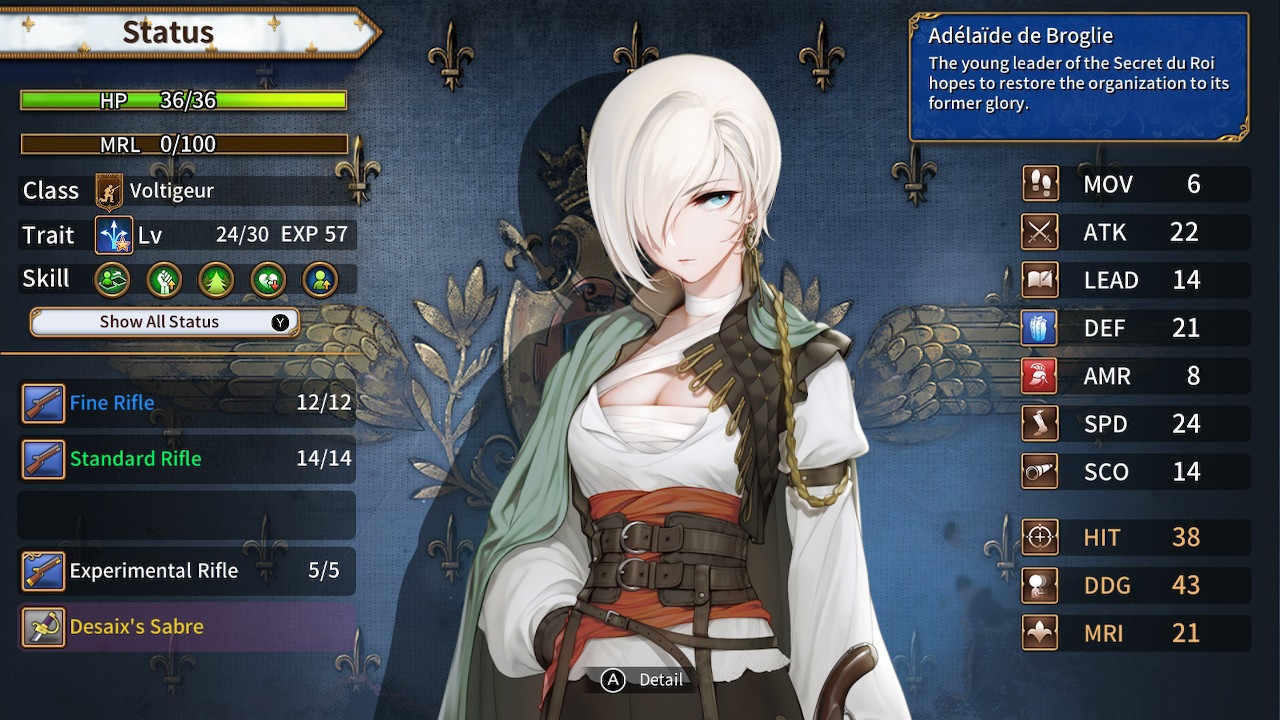 Status
HP 36/36
MRL 0/100
Class Voltigeur
Trait Lv 24/30 EXP 57
Skill
Show All Status Y
Fine Rifle 12/12
Standard Rifle 14/14
Experimental Rifle 5/5
Desaix's Sabre
Adélaïde de Broglie
The young leader of the Secret du Roi
hopes to restore the organization to its
former glory.
MOV 6
ATK 22
LEAD 14
DEF 21
AMR 8
SPD 24
SCO 14
HIT 38
DDG 43
MRI 21
A Detail